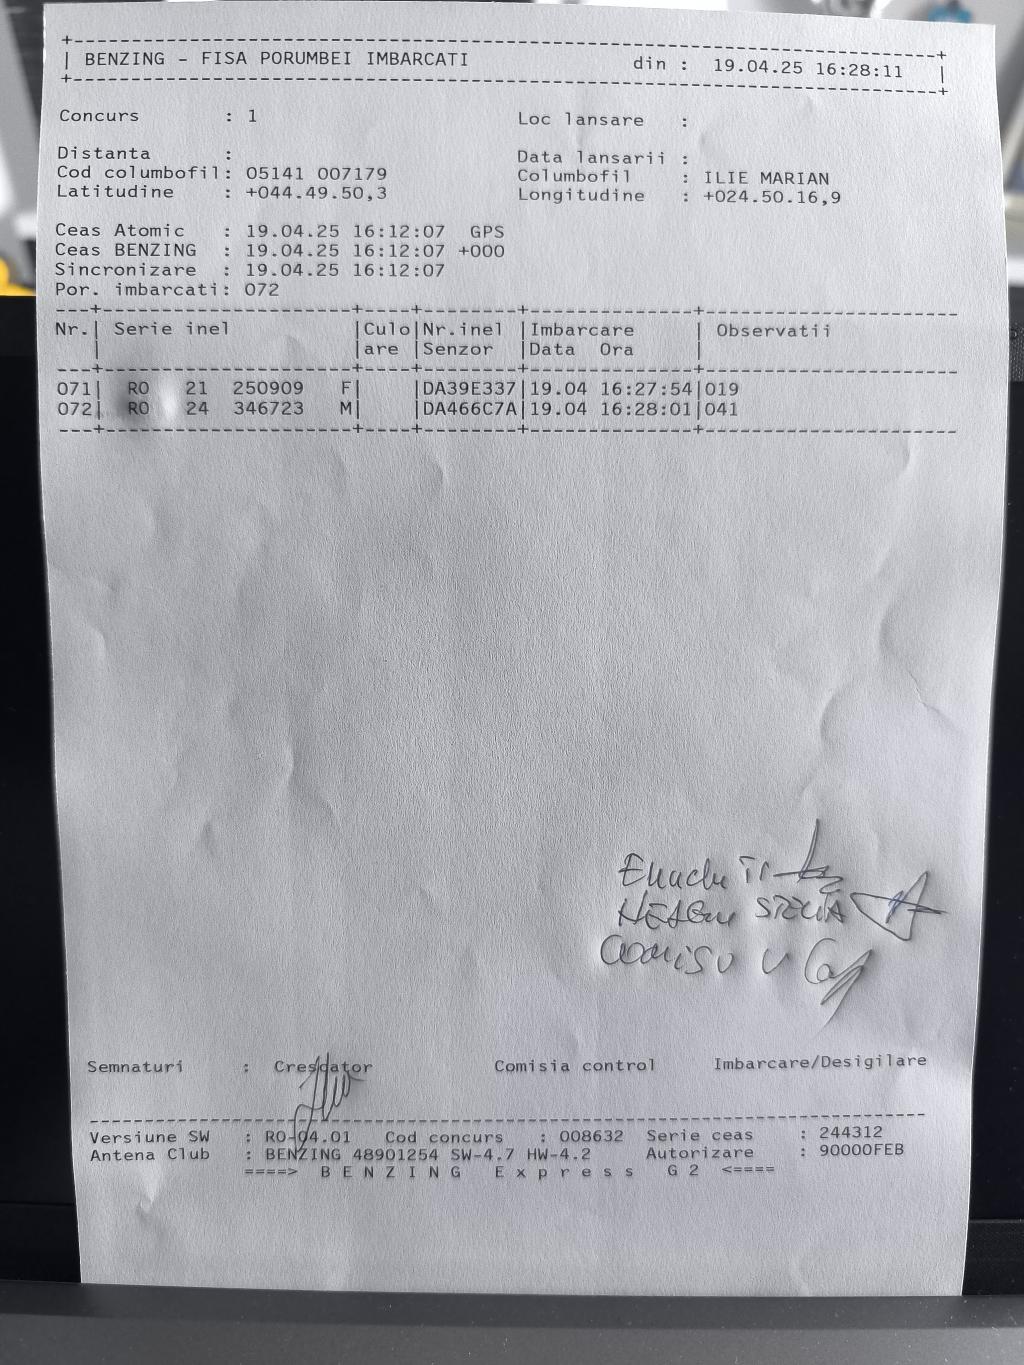 BENZING - FISA PORUMBEI IMBARCATI din : 19.04.25 16:28:11
Concurs : 1 Loc lansare :
Distanta : Data lansarii :
Cod columbofil: 05141 007179 Columbofil : ILIE MARIAN
Latitudine : +044.49.50,3 Longitudine : +024.50.16,9
Ceas Atomic : 19.04.25 16:12:07 GPS
Ceas BENZING : 19.04.25 16:12:07 +000
Sincronizare : 19.04.25 16:12:07
Por. imbarcati: 072
Nr.| Serie inel |Culo|Nr.inel |Imbarcare | Observatii
| |are |Senzor |Data Ora |
071| RO 21 250909 F| |DA39E337|19.04 16:27:54|019
072| RO 24 346723 M| |DA466C7A|19.04 16:28:01|041
Semnaturi : Crescator Comisia control Imbarcare/Desigilare
Versiune SW : RO-04.01 Cod concurs : 008632 Serie ceas : 244312
Antena Club : BENZING 48901254 SW-4.7 HW-4.2 Autorizare : 90000FEB
====> B E N Z I N G E x p r e s s G 2 <====